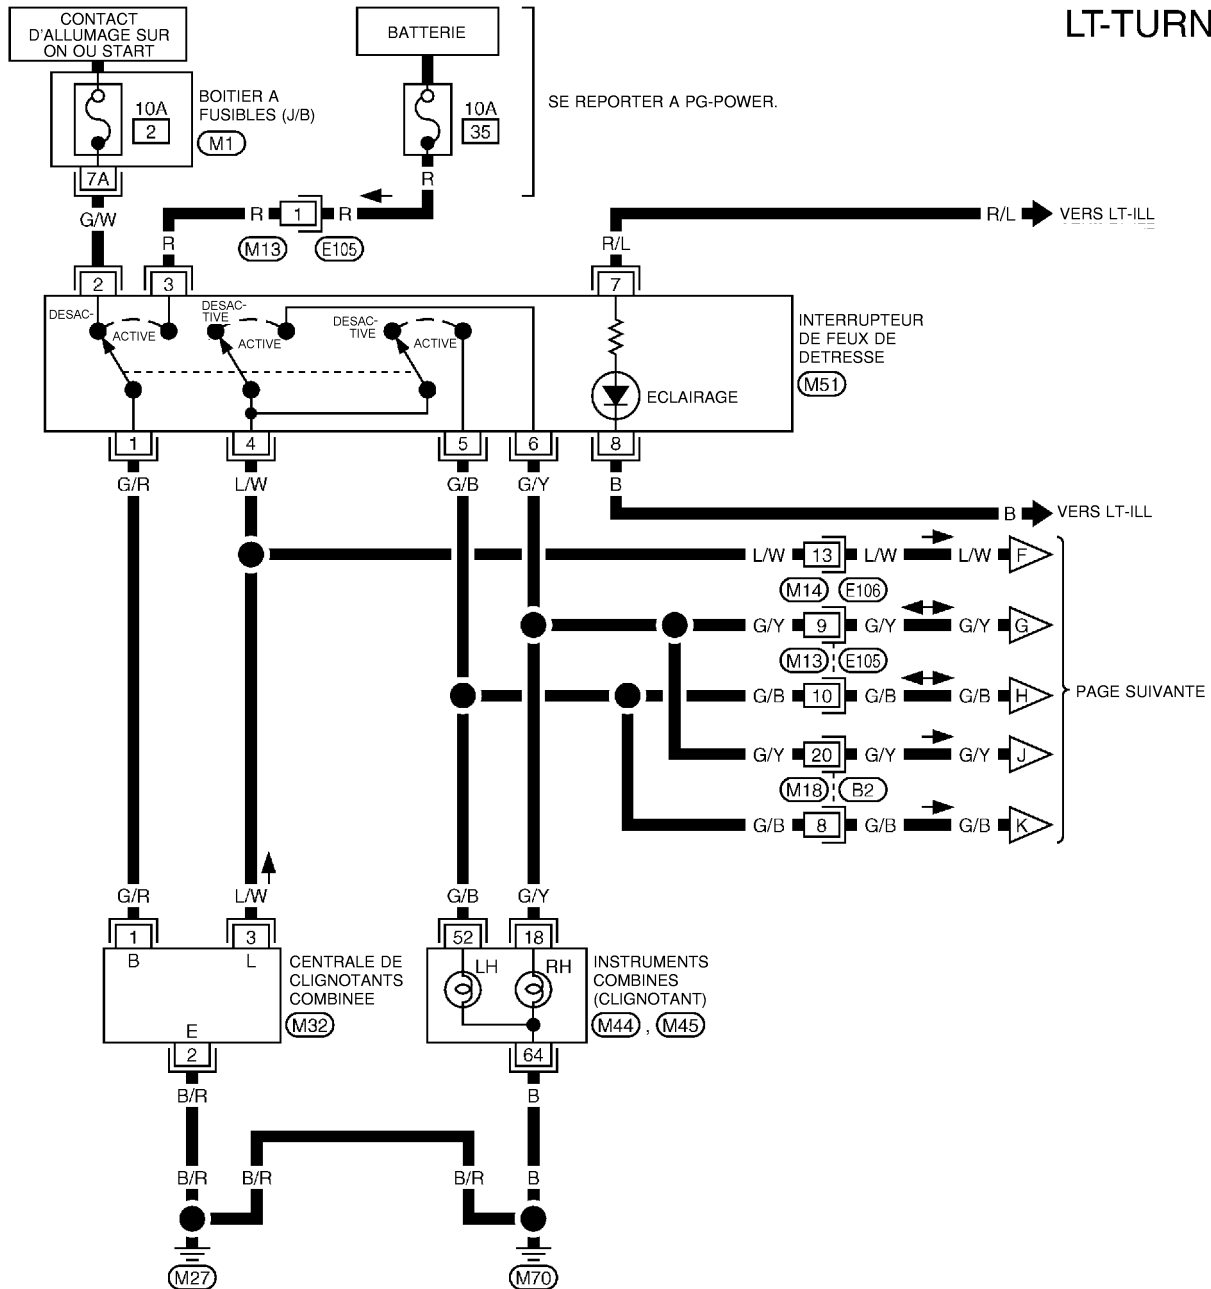 LT-TURN
CONTACT
D'ALLUMAGE SUR
ON OU START
BATTERIE
10A
2
BOITIER A
FUSIBLES (J/B)
M1
10A
35
SE REPORTER A PG-POWER.
7A
G/W
R
R
1
R
M13
E105
R
R/L
R/L
VERS LT-ILL
2
3
7
DESAC-
ACTIVE
DESAC-
TIVE
ACTIVE
DESAC-
TIVE
ACTIVE
ECLAIRAGE
INTERRUPTEUR
DE FEUX DE
DETRESSE
M51
1
4
5
6
8
G/R
L/W
G/B
G/Y
B
B
VERS LT-ILL
L/W
13
L/W
L/W
F
M14
E106
G/Y
9
G/Y
G/Y
G
M13
E105
G/B
10
G/B
G/B
H
PAGE SUIVANTE
G/Y
20
G/Y
G/Y
J
M18
B2
G/B
8
G/B
G/B
K
G/R
L/W
G/B
G/Y
1
3
52
18
B
L
E
CENTRALE DE
CLIGNOTANTS
COMBINEE
M32
LH
RH
INSTRUMENTS
COMBINES
(CLIGNOTANT)
M44 , M45
2
64
B/R
B
B/R
B/R
B/R
B
M27
M70